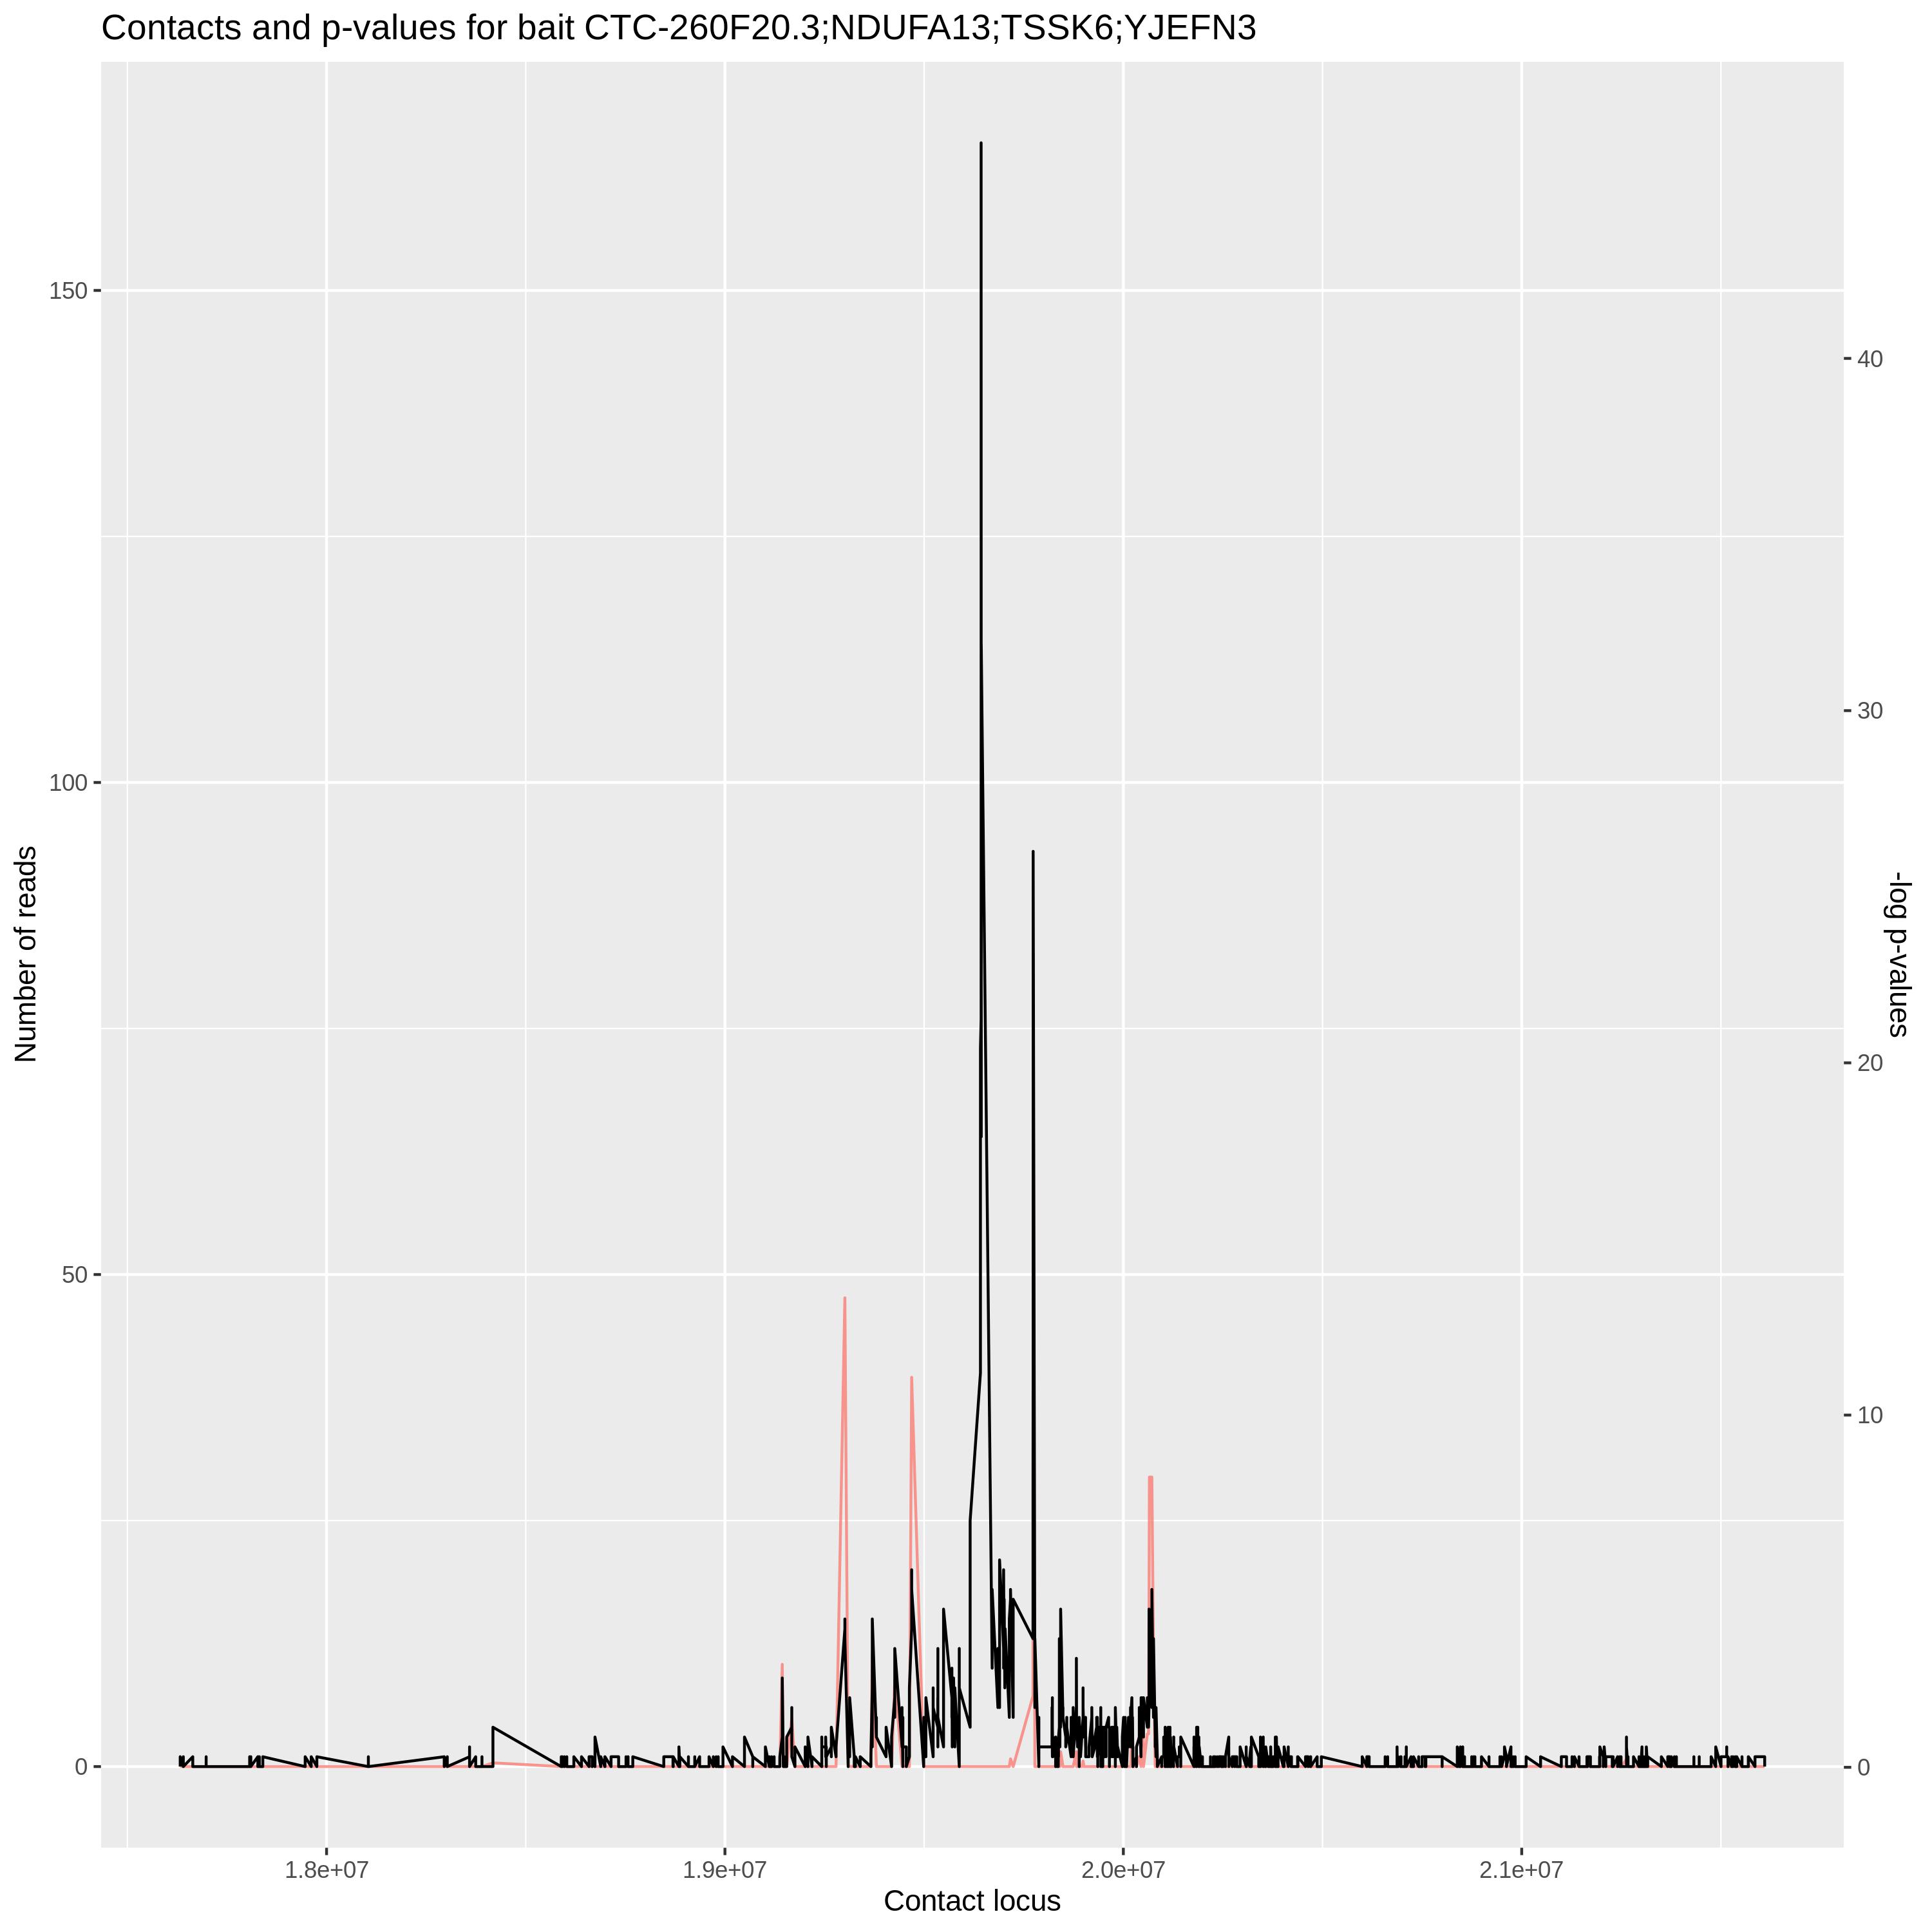 Contacts and p-values for bait CTC-260F20.3;NDUFA13;TSSK6;YJEFN3
150
100
50
0
Number of reads
40
30
20
10
0
-log p-values
1.8e+07
1.9e+07
2.0e+07
2.1e+07
Contact locus